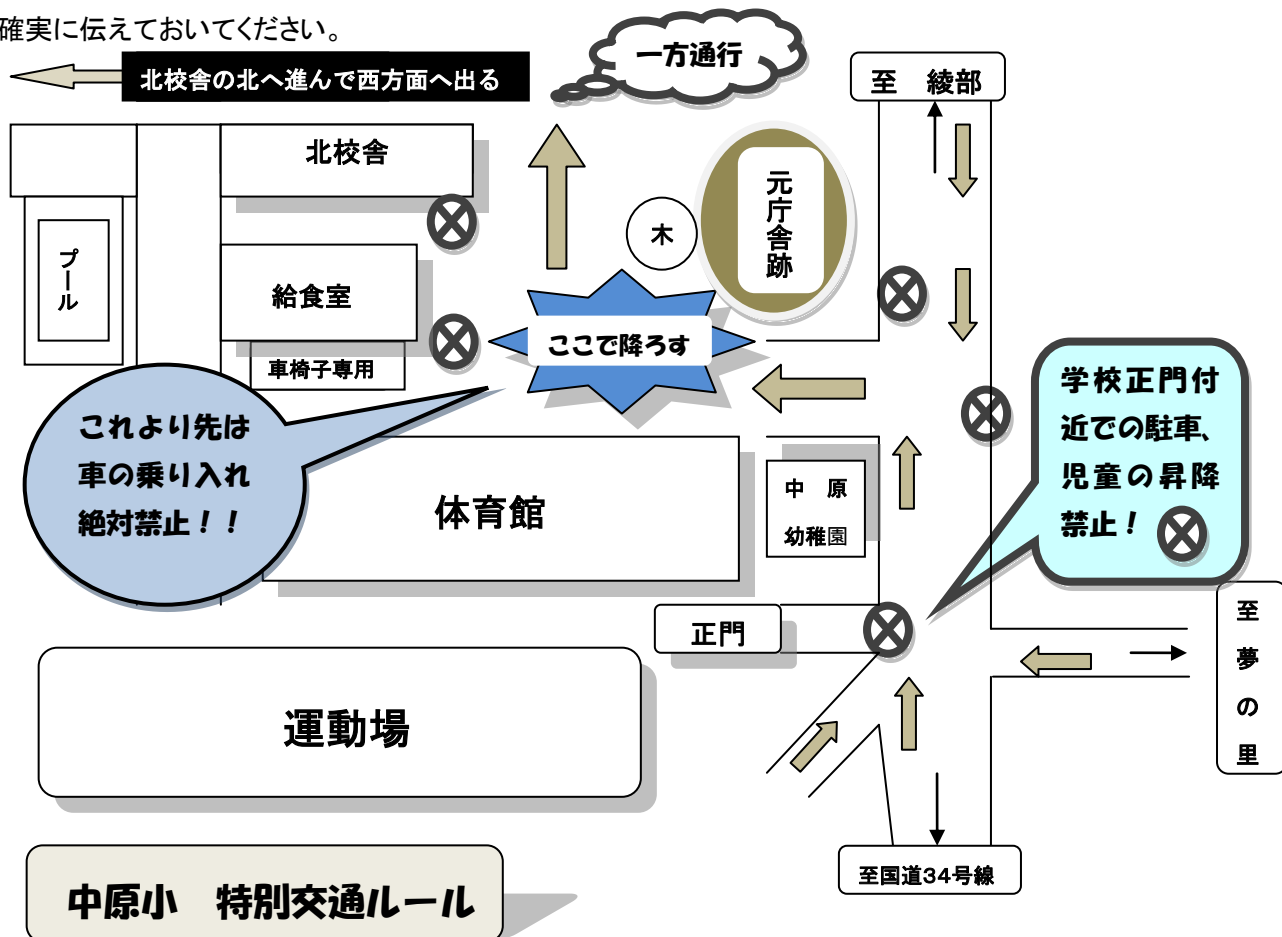 確実に伝えておいてください。
一方通行
北校舎の北へ進んで西方面へ出る
至　綾部
北校舎
元庁舎跡
木
プール
給食室
ここで降ろす
車椅子専用
これより先は
車の乗り入れ
絶対禁止！！
学校正門付
近での駐車、
児童の昇降
禁止！
体育館
中　原
幼稚園
正門
至夢の里
運動場
至国道34号線
中原小　特別交通ルール